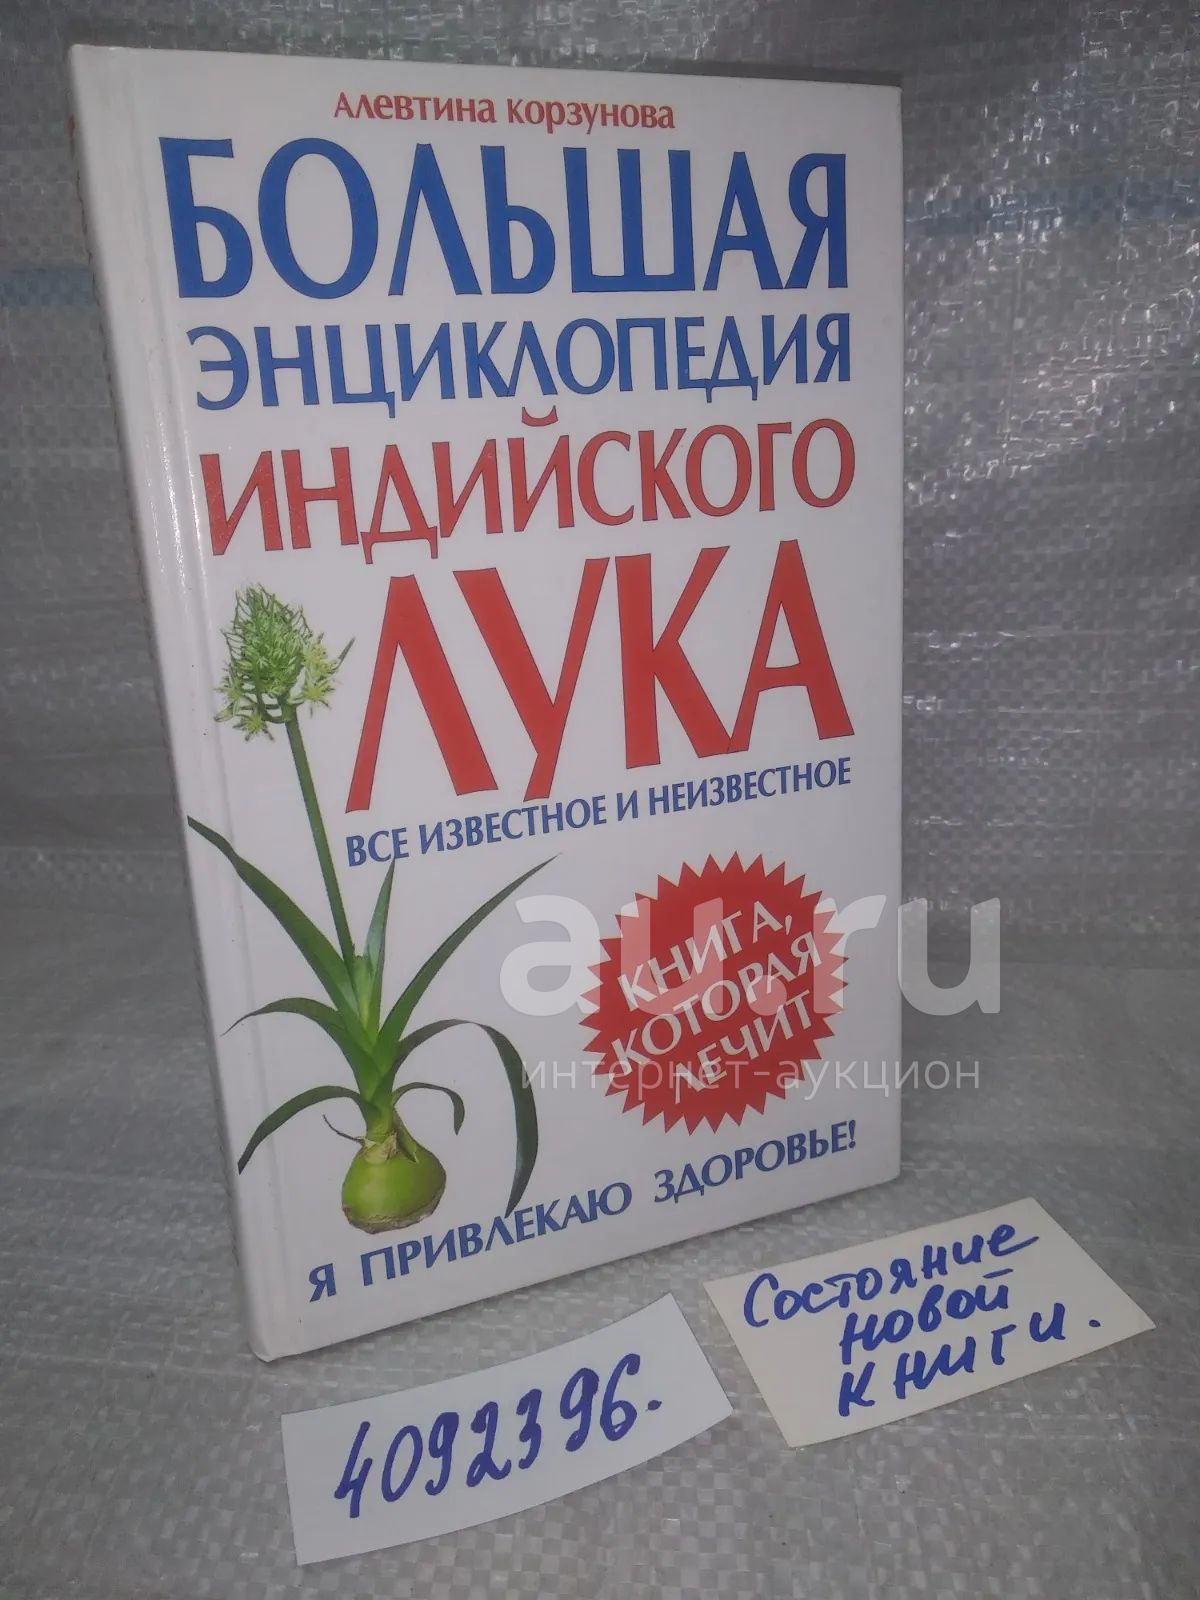 Алевтина Корзунова
БОЛЬШАЯ
ЭНЦИКЛОПЕДИЯ
ИНДИЙСКОГО
ЛУКА
ВСЕ ИЗВЕСТНОЕ И НЕИЗВЕСТНОЕ
КНИГА,
КОТОРАЯ
ЛЕЧИТ
au.ru
интернет-аукцион
Я ПРИВЛЕКАЮ ЗДОРОВЬЕ!
Состояние
новой
книги.
4092396.